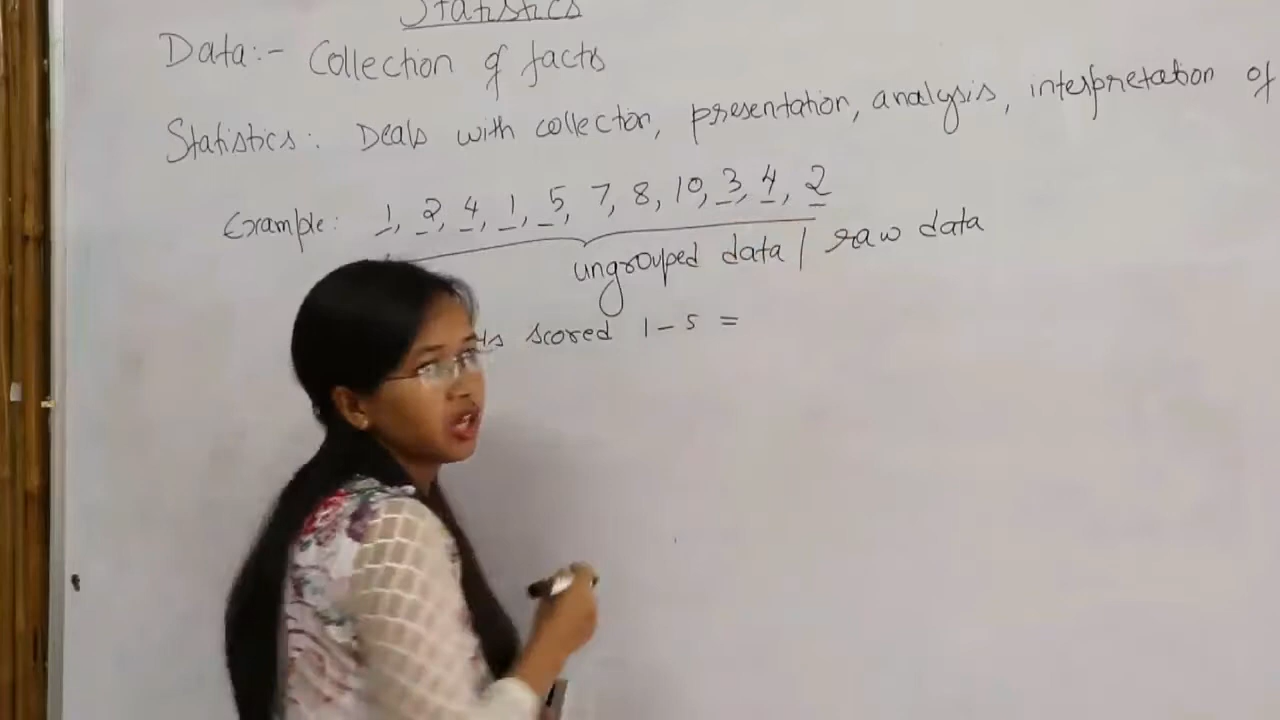 Statistics
Data:- Collection of facts
Statistics: Deals with collection, presentation, analysis, interpretation of
Example: 1, 2, 4, 1, 5, 7, 8, 10, 3, 4, 2
ungrouped data / raw data
scored 1-5 =